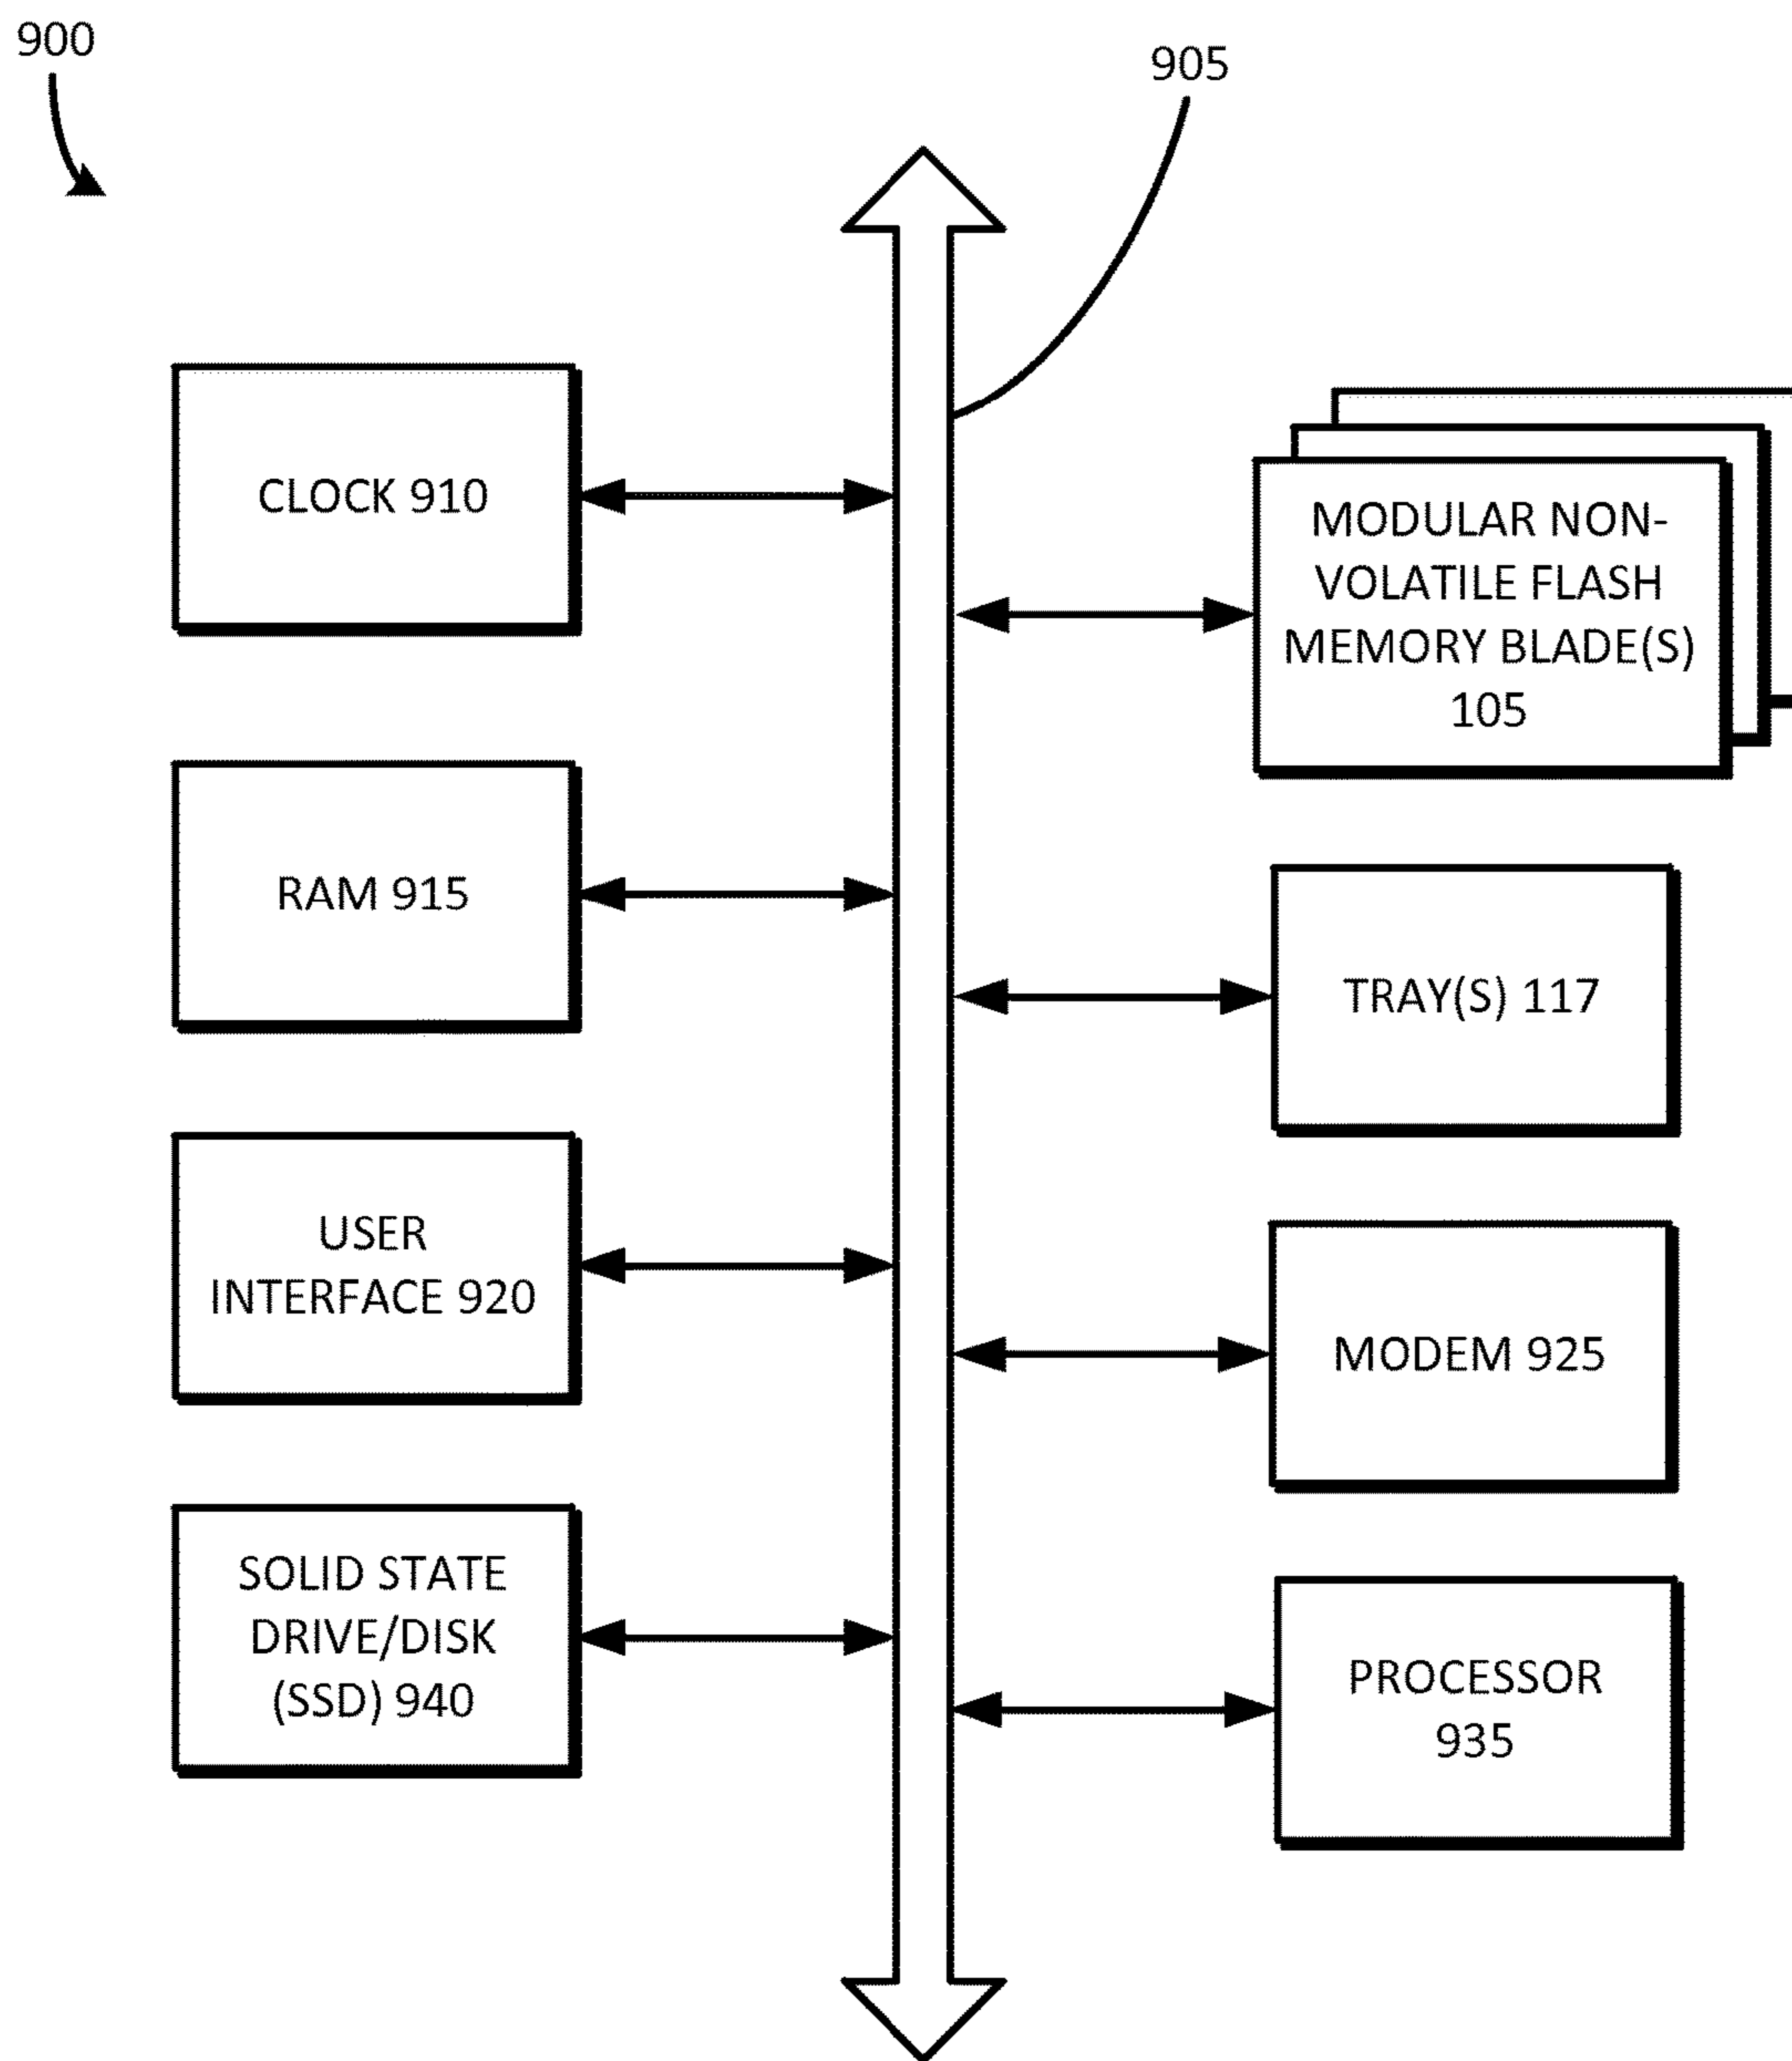 900
905
CLOCK 910
MODULAR NON-
VOLATILE FLASH
MEMORY BLADE(S)
105
RAM 915
TRAY(S) 117
USER
INTERFACE 920
MODEM 925
SOLID STATE
DRIVE/DISK
(SSD) 940
PROCESSOR
935